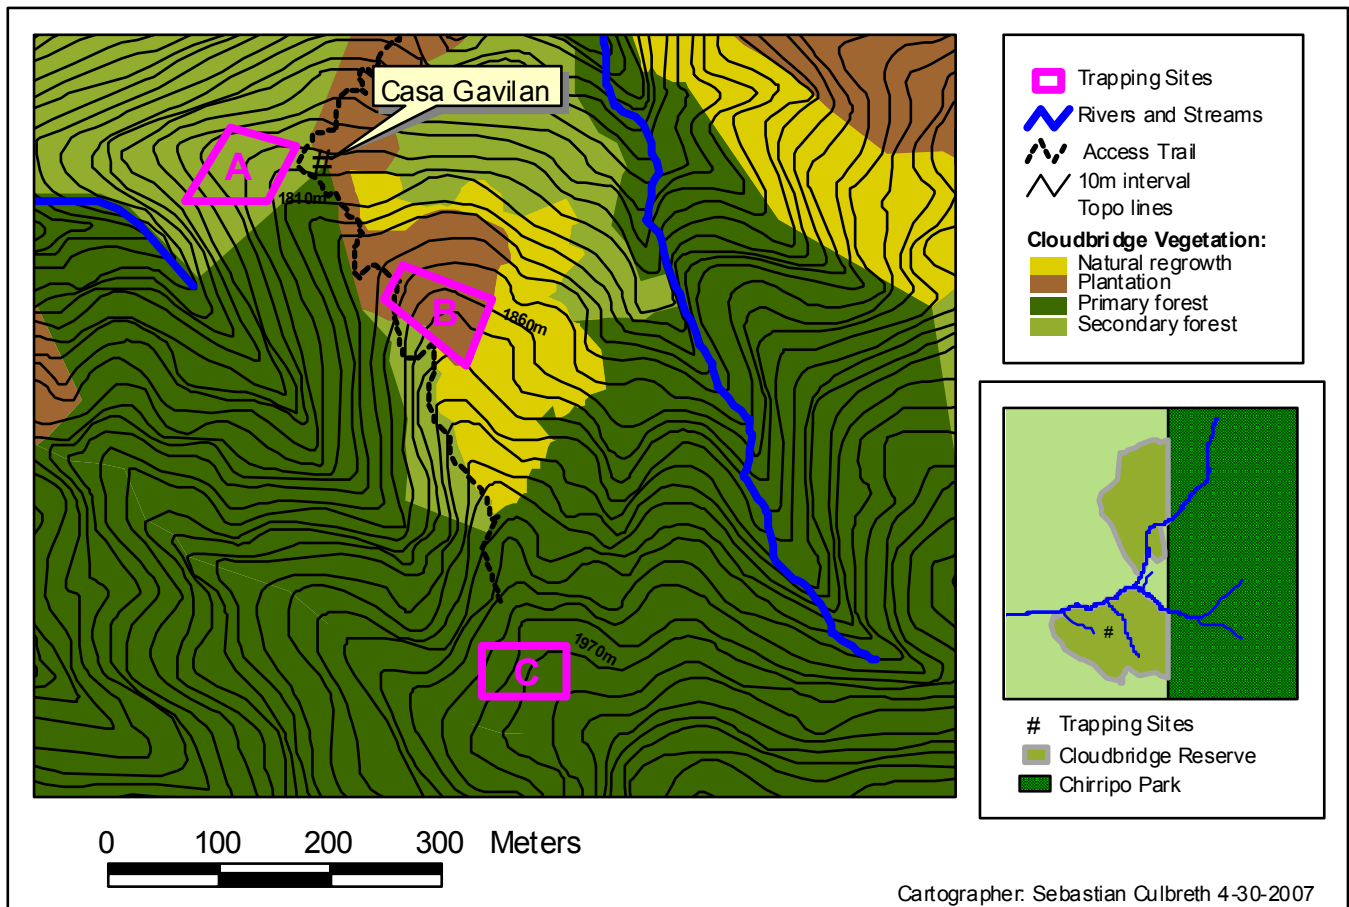 Casa Gavilan
A
#
1810m
B
1860m
1970m
C
0 100 200 300 Meters
Trapping Sites
Rivers and Streams
Access Trail
10m interval
Topo lines
Cloudbridge Vegetation:
Natural regrowth
Plantation
Primary forest
Secondary forest
#
# Trapping Sites
Cloudbridge Reserve
Chirripo Park
Cartographer: Sebastian Culbreth 4-30-2007